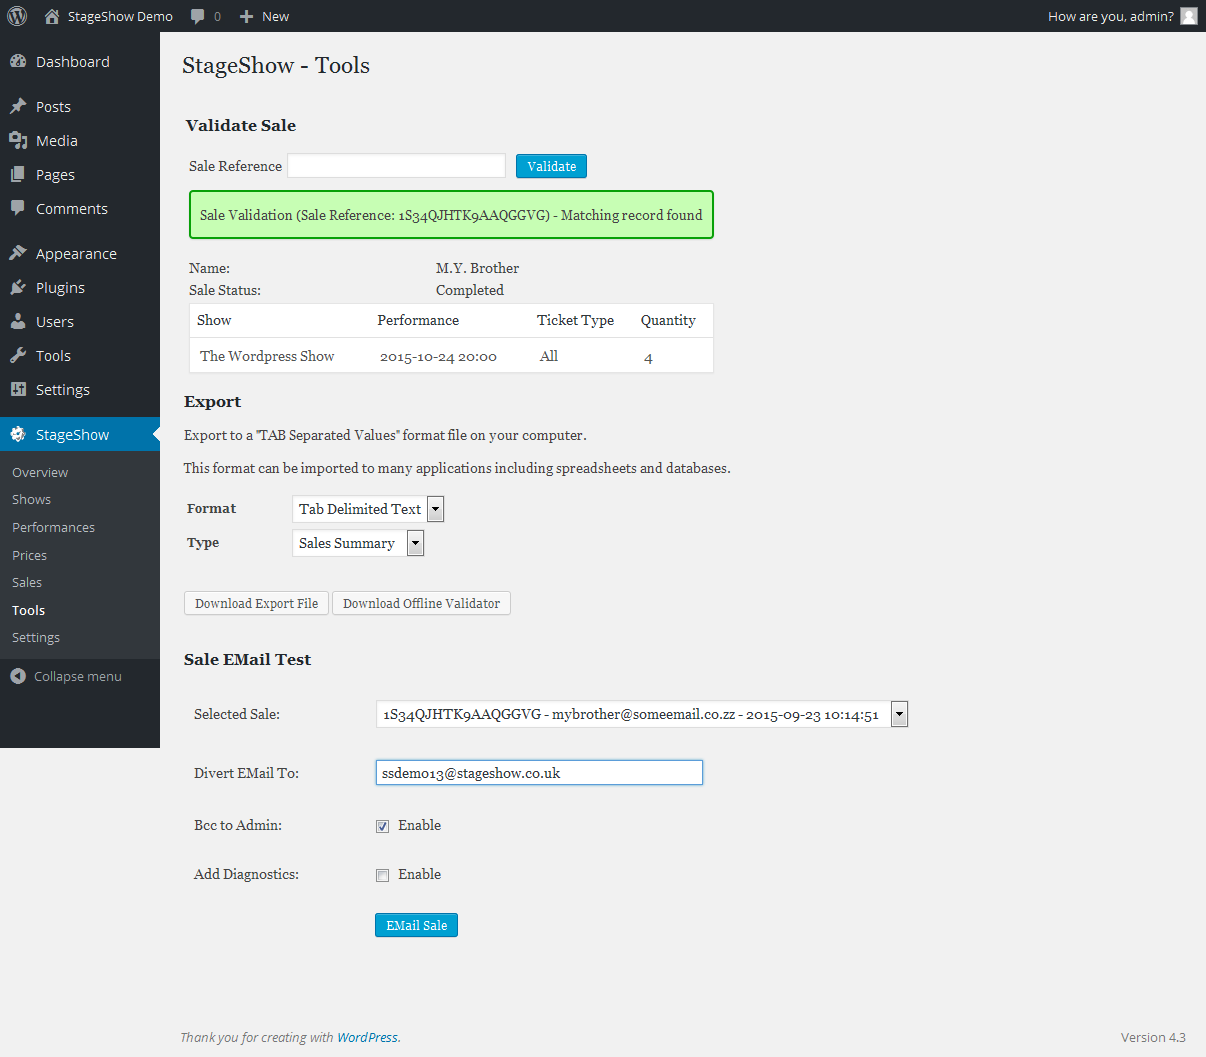 StageShow Demo 0 New How are you, admin?
Dashboard
Posts
Media
Pages
Comments
Appearance
Plugins
Users
Tools
Settings
StageShow
Overview
Shows
Performances
Prices
Sales
Tools
Settings
Collapse menu
StageShow - Tools
Validate Sale
Sale Reference Validate
Sale Validation (Sale Reference: 1S34QJHTK9AAQGGVG) - Matching record found
Name: M.Y. Brother
Sale Status: Completed
Show Performance Ticket Type Quantity
The Wordpress Show 2015-10-24 20:00 All 4
Export
Export to a "TAB Separated Values" format file on your computer.
This format can be imported to many applications including spreadsheets and databases.
Format Tab Delimited Text
Type Sales Summary
Download Export File Download Offline Validator
Sale EMail Test
Selected Sale: 1S34QJHTK9AAQGGVG - mybrother@someemail.co.zz - 2015-09-23 10:14:51
Divert EMail To: ssdemo13@stageshow.co.uk
Bcc to Admin: Enable
Add Diagnostics: Enable
EMail Sale
Thank you for creating with WordPress. Version 4.3